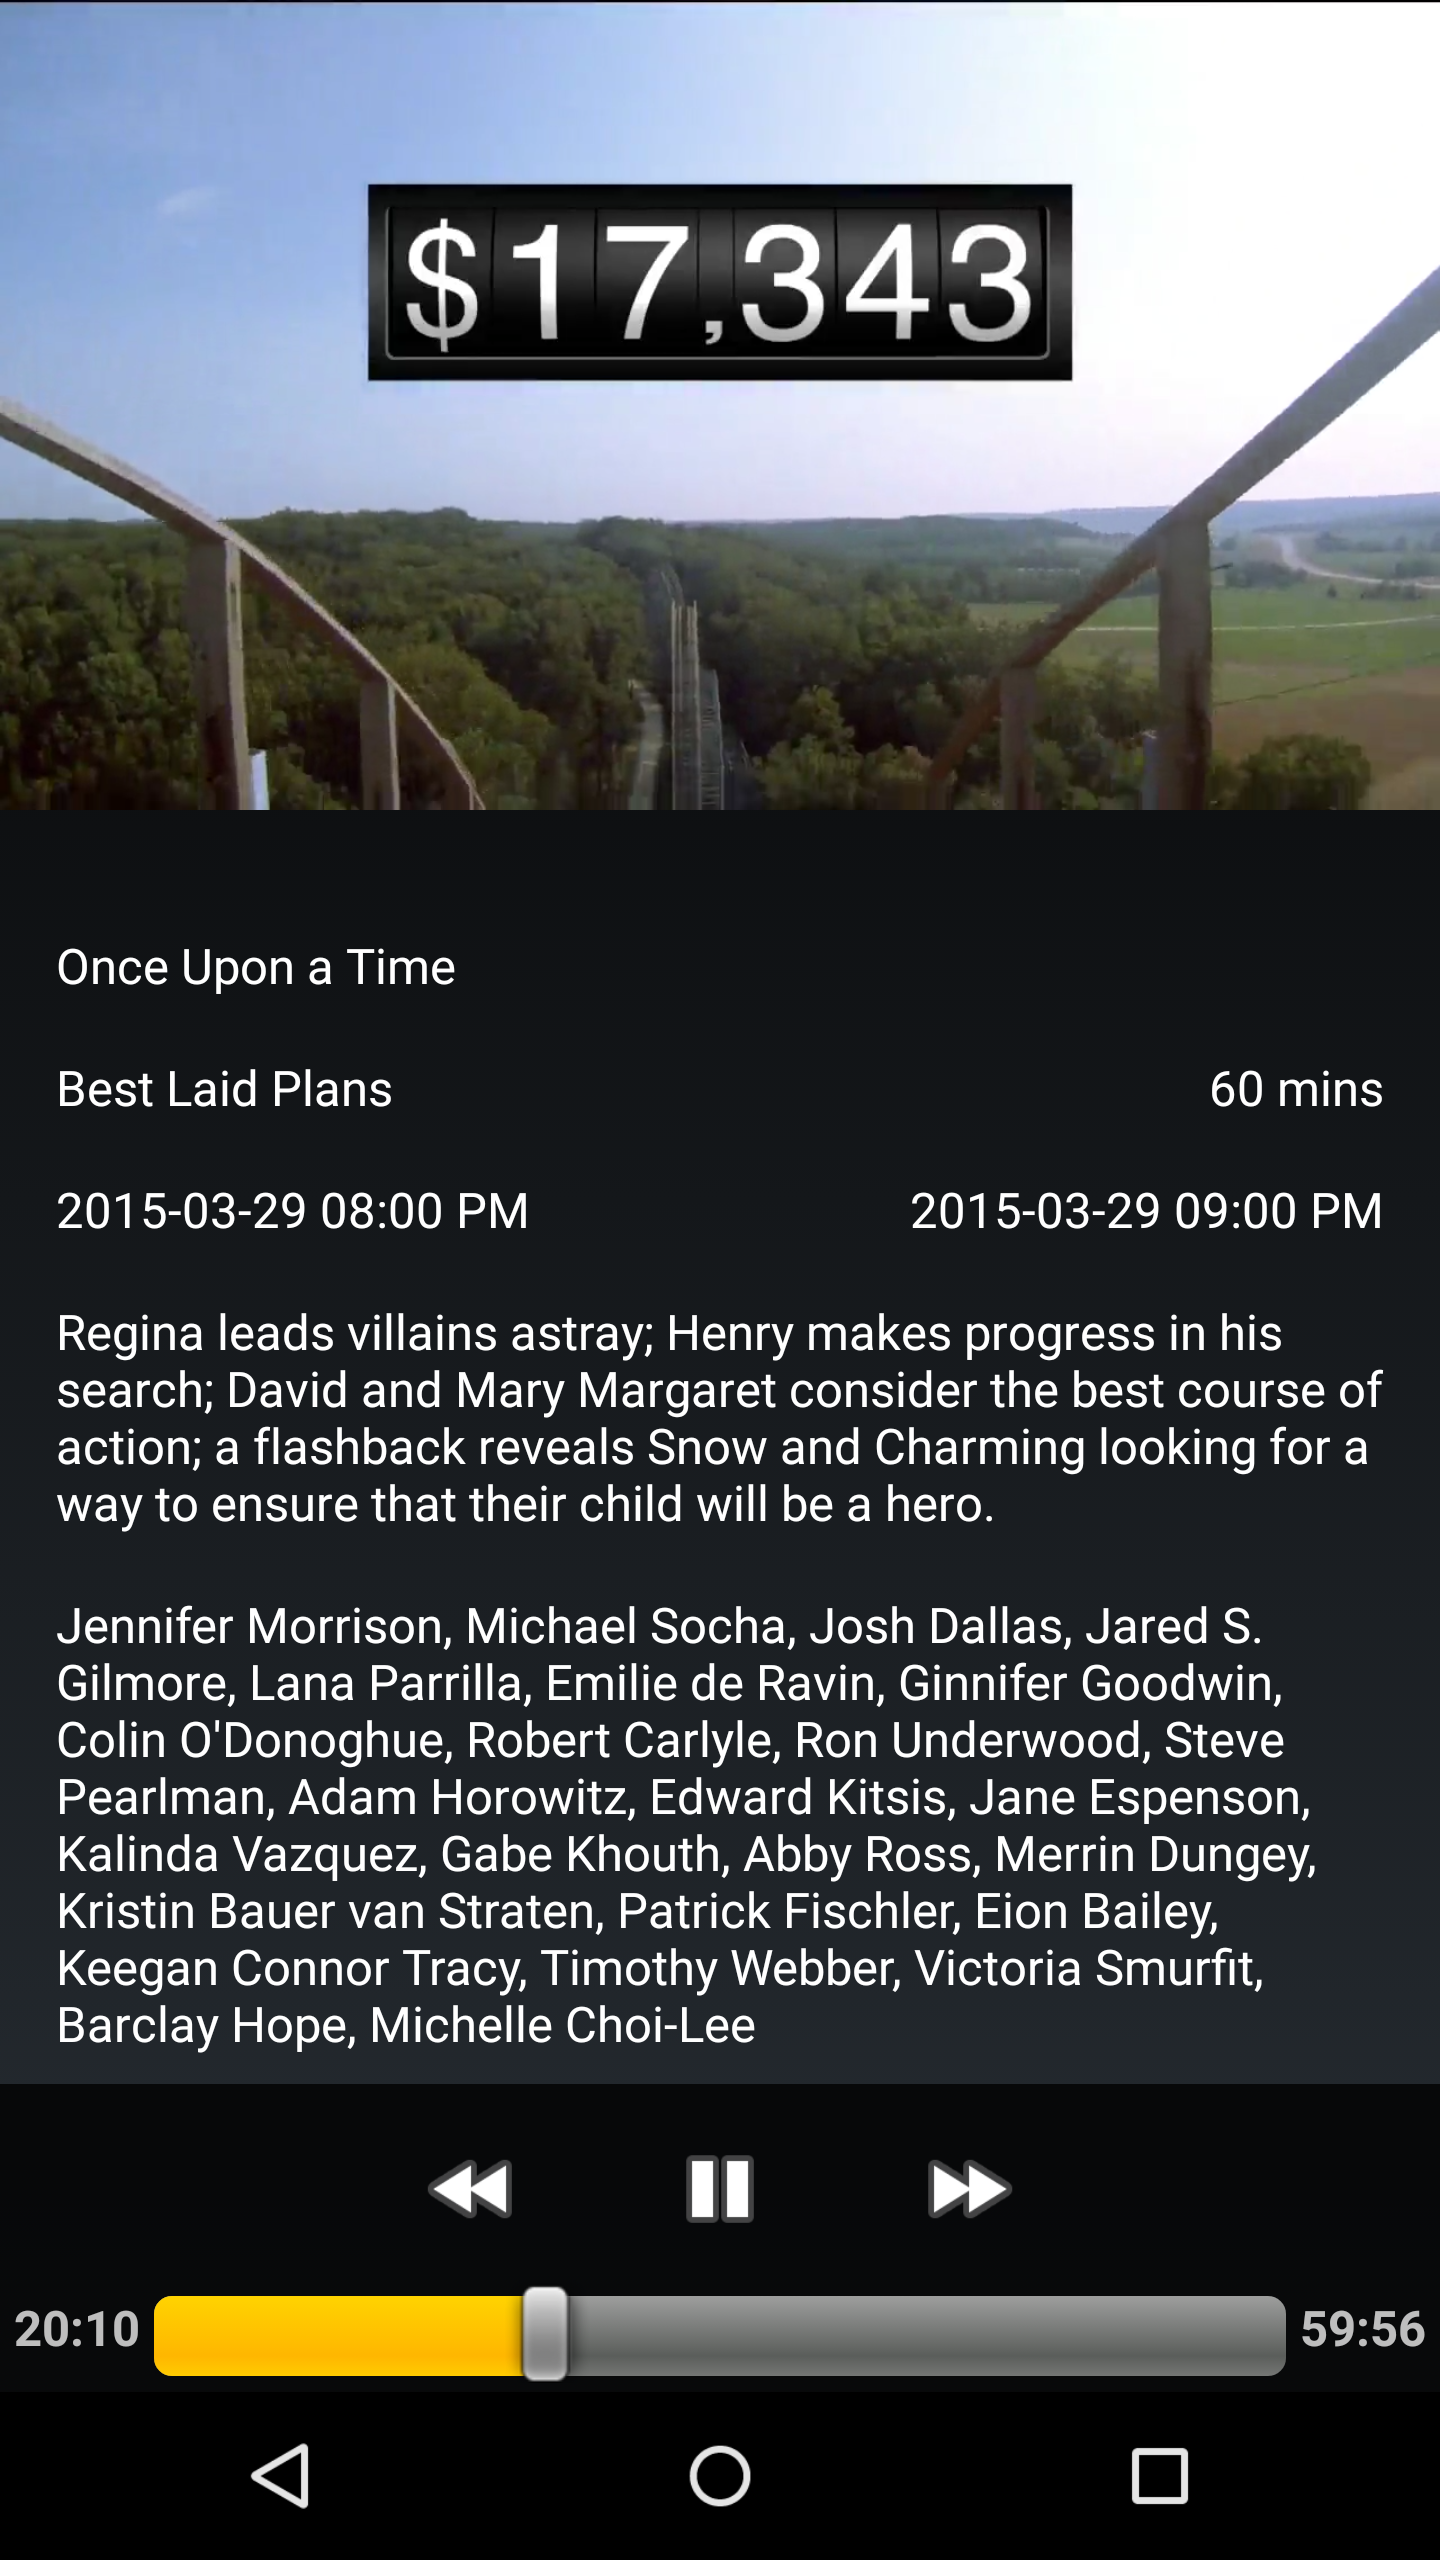 $17,343
Once Upon a Time
Best Laid Plans 60 mins
2015-03-29 08:00 PM 2015-03-29 09:00 PM
Regina leads villains astray; Henry makes progress in his
search; David and Mary Margaret consider the best course of
action; a flashback reveals Snow and Charming looking for a
way to ensure that their child will be a hero.
Jennifer Morrison, Michael Socha, Josh Dallas, Jared S.
Gilmore, Lana Parrilla, Emilie de Ravin, Ginnifer Goodwin,
Colin O'Donoghue, Robert Carlyle, Ron Underwood, Steve
Pearlman, Adam Horowitz, Edward Kitsis, Jane Espenson,
Kalinda Vazquez, Gabe Khouth, Abby Ross, Merrin Dungey,
Kristin Bauer van Straten, Patrick Fischler, Eion Bailey,
Keegan Connor Tracy, Timothy Webber, Victoria Smurfit,
Barclay Hope, Michelle Choi-Lee
20:10 59:56